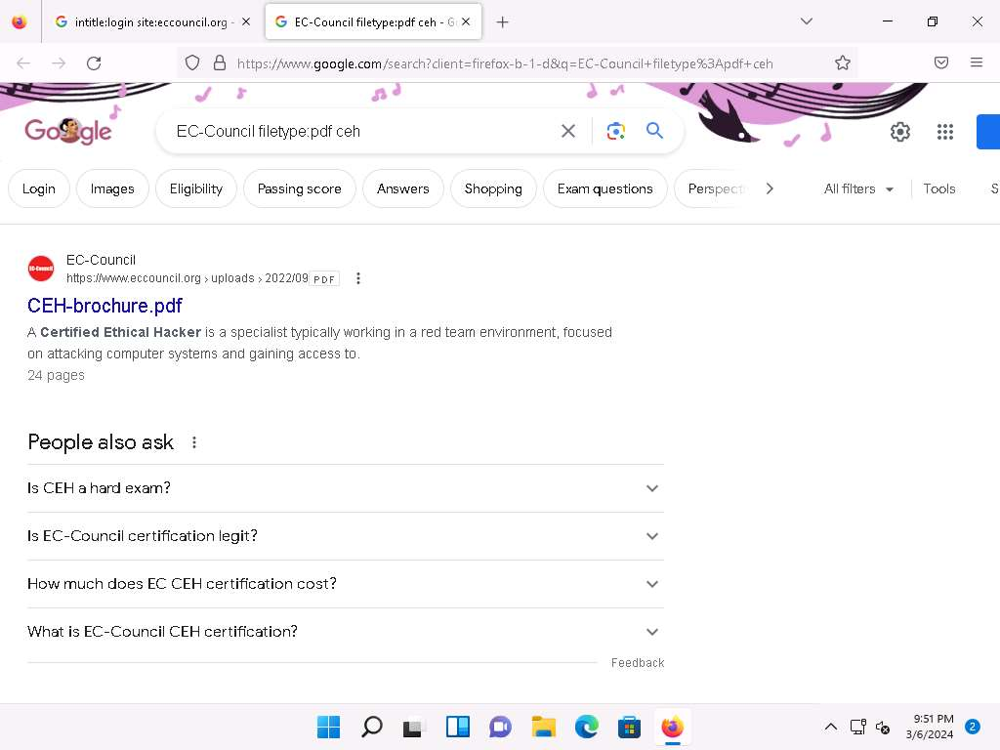 intitle:login site:eccouncil.org -
EC-Council filetype:pdf ceh - Go
https://www.google.com/search?client=firefox-b-1-d&q=EC-Council+filetype%3Apdf+ceh
Google
EC-Council filetype:pdf ceh
Login
Images
Eligibility
Passing score
Answers
Shopping
Exam questions
Perspecti
All filters
Tools
S
EC-Council
EC-Council
https://www.eccouncil.org › uploads › 2022/09
PDF
CEH-brochure.pdf
A Certified Ethical Hacker is a specialist typically working in a red team environment, focused
on attacking computer systems and gaining access to.
24 pages
People also ask
Is CEH a hard exam?
Is EC-Council certification legit?
How much does EC CEH certification cost?
What is EC-Council CEH certification?
Feedback
9:51 PM
3/6/2024
2